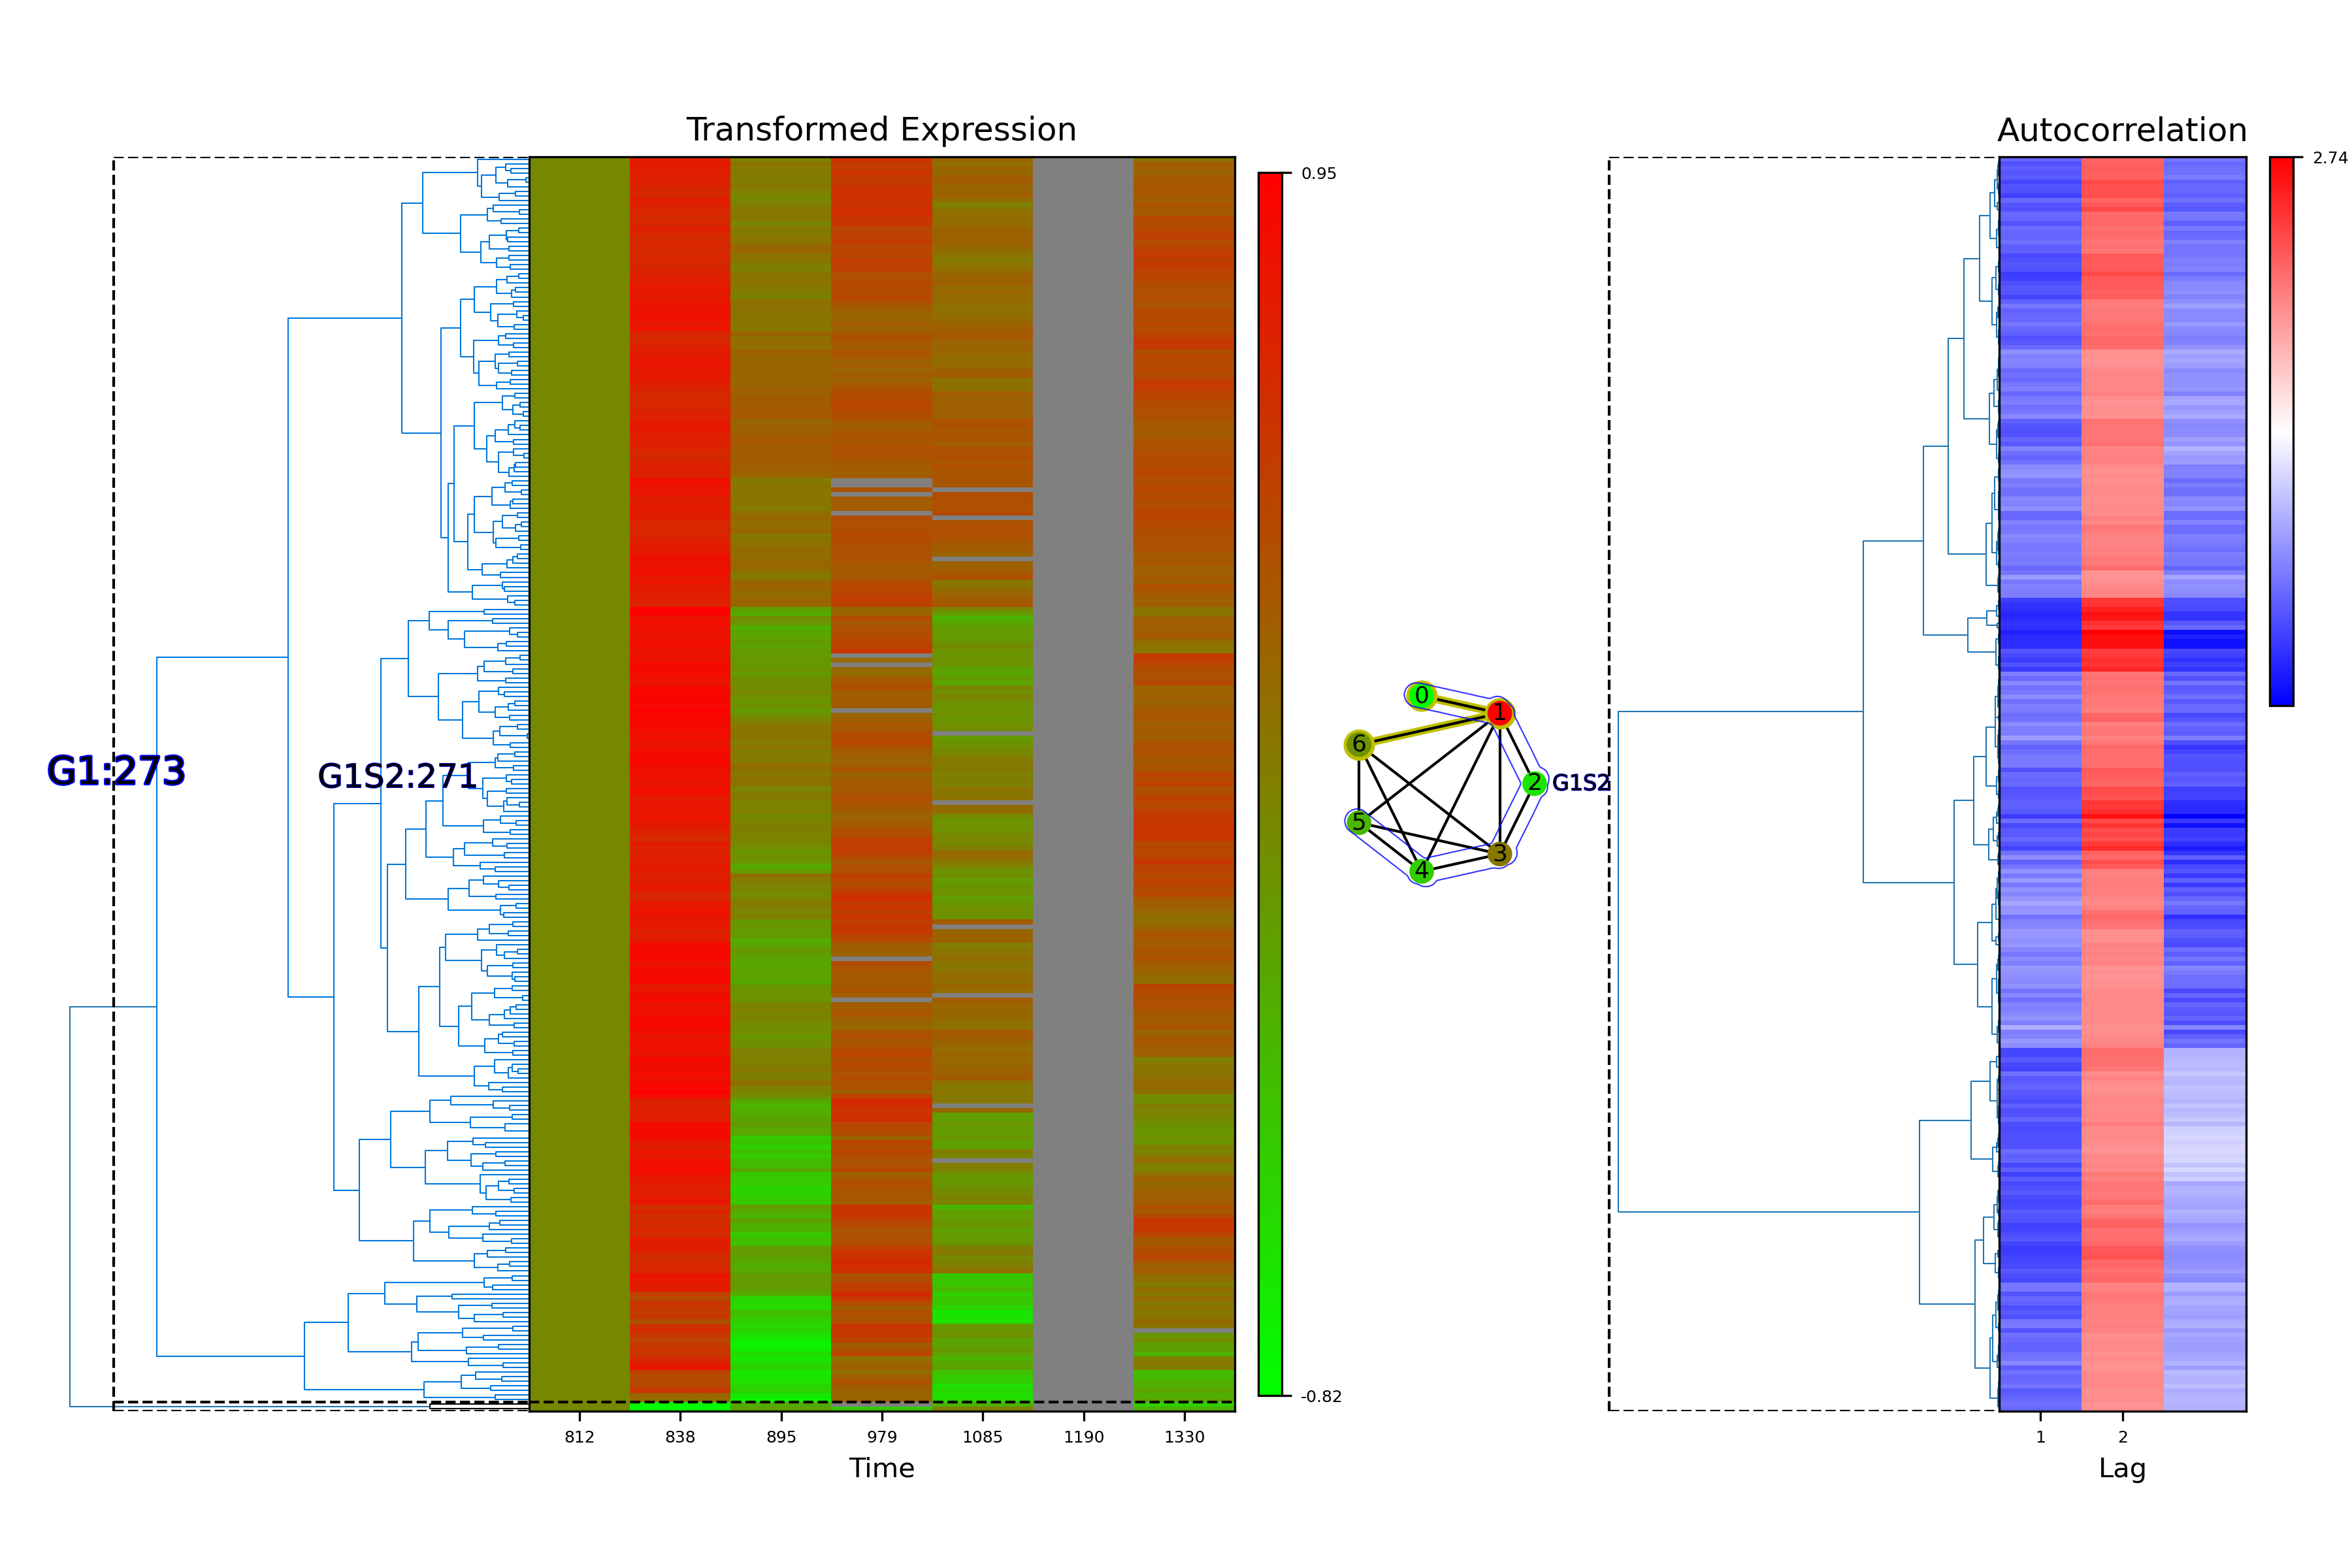 Transformed Expression
Autocorrelation
0.95
2.74
0
1
6
2
G1S2
5
3
4
G1:273
G1S2:271
-0.82
812 838 895 979 1085 1190 1330
Time
1 2
Lag